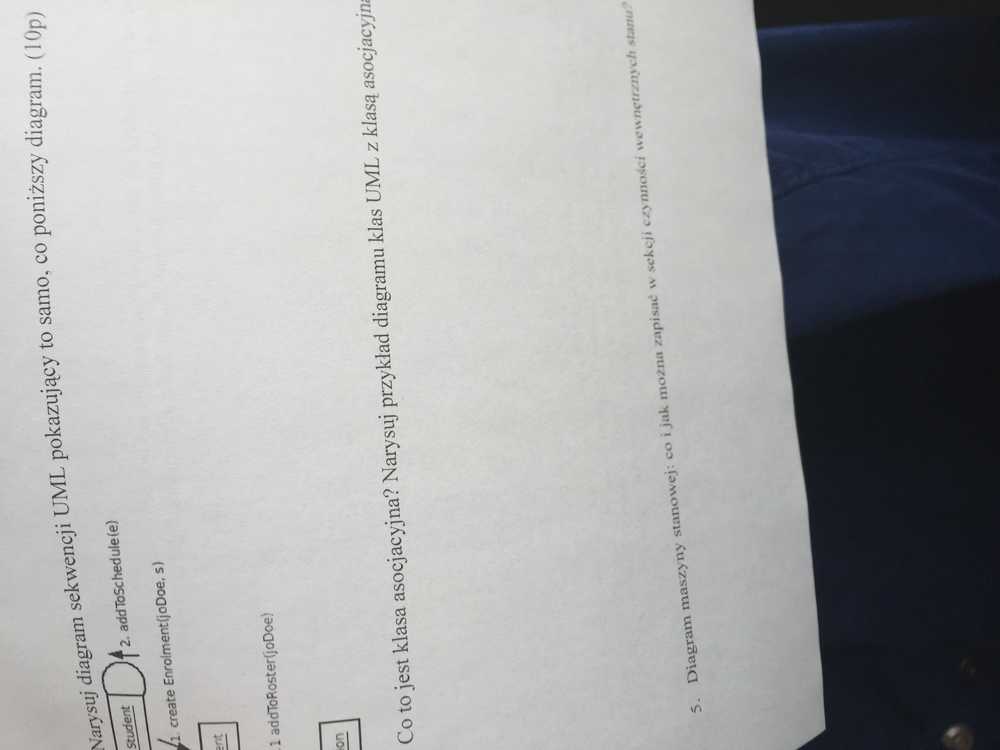 Narysuj diagram sekwencji UML pokazujący to samo, co poniższy diagram. (10p)
Student
2. addToSchedule(e)
1. create Enrolment(joDoe, s)
ent
.1 addToRoster(joDoe)
ion
Co to jest klasa asocjacyjna? Narysuj przykład diagramu klas UML z klasą asocjacyjną
5. Diagram maszyny stanowej: co i jak można zapisać w sekcji czynności wewnętrznych stanu?